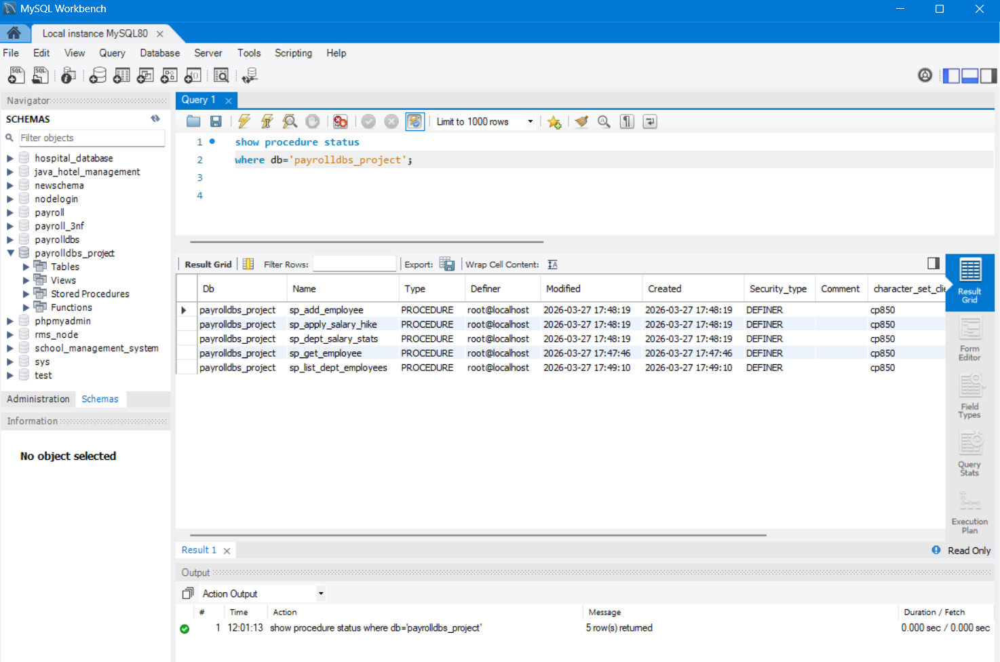 MySQL Workbench
Local instance MySQL80
File Edit View Query Database Server Tools Scripting Help
Navigator
SCHEMAS
Filter objects
hospital_database
java_hotel_management
newschema
nodelogin
payroll
payroll_3nf
payrolldbs
payrolldbs_project
Tables
Views
Stored Procedures
Functions
phpmyadmin
rms_node
school_management_system
sys
test
Administration Schemas
Information
No object selected
Query 1
Limit to 1000 rows
1 show procedure status
2 where db='payrolldbs_project';
3
4
Result Grid Filter Rows: Export: Wrap Cell Content:
Db Name Type Definer Modified Created Security_type Comment character_set_clie
payrolldbs_project sp_add_employee PROCEDURE root@localhost 2026-03-27 17:48:19 2026-03-27 17:48:19 DEFINER cp850
payrolldbs_project sp_apply_salary_hike PROCEDURE root@localhost 2026-03-27 17:48:19 2026-03-27 17:48:19 DEFINER cp850
payrolldbs_project sp_dept_salary_stats PROCEDURE root@localhost 2026-03-27 17:48:19 2026-03-27 17:48:19 DEFINER cp850
payrolldbs_project sp_get_employee PROCEDURE root@localhost 2026-03-27 17:47:46 2026-03-27 17:47:46 DEFINER cp850
payrolldbs_project sp_list_dept_employees PROCEDURE root@localhost 2026-03-27 17:49:10 2026-03-27 17:49:10 DEFINER cp850
Result
Grid
Form
Editor
Field
Types
Query
Stats
Execution
Plan
Result 1
Read Only
Output
Action Output
# Time Action Message Duration / Fetch
1 12:01:13 show procedure status where db='payrolldbs_project' 5 row(s) returned 0.000 sec / 0.000 sec